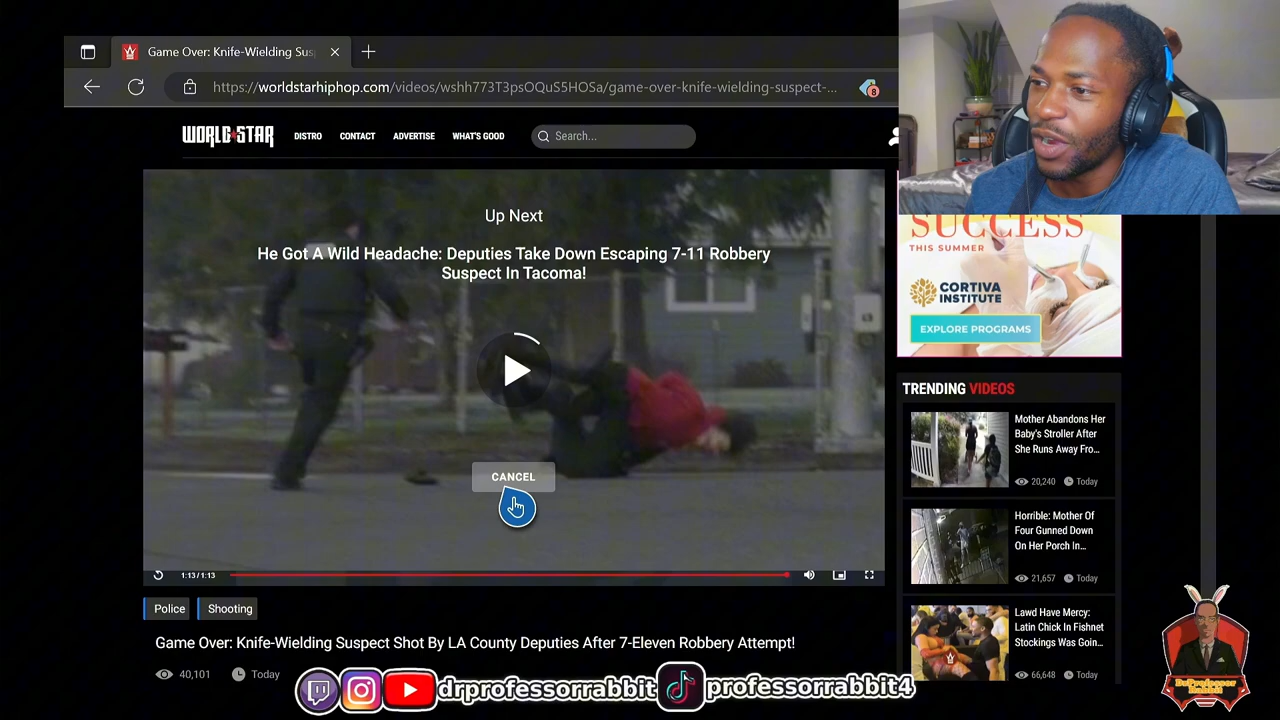 Game Over: Knife-Wielding Sus
https://worldstarhiphop.com/videos/wshh773T3psOQuS5HOSa/game-over-knife-wielding-suspect-...
8
WORLD STAR
DISTRO
CONTACT
ADVERTISE
WHAT'S GOOD
Search...
Up Next
He Got A Wild Headache: Deputies Take Down Escaping 7-11 Robbery
Suspect In Tacoma!
CANCEL
1:13/1:13
Police
Shooting
Game Over: Knife-Wielding Suspect Shot By LA County Deputies After 7-Eleven Robbery Attempt!
40,101
Today
SUCCESS
THIS SUMMER
CORTIVA
INSTITUTE
EXPLORE PROGRAMS
TRENDING VIDEOS
Mother Abandons Her
Baby's Stroller After
She Runs Away Fro...
20,240
Today
Horrible: Mother Of
Four Gunned Down
On Her Porch In...
21,657
Today
Lawd Have Mercy:
Latin Chick In Fishnet
Stockings Was Goin...
66,648
Today
drprofessorrabbit
professorrabbit4
DrProfessor
Rabbit